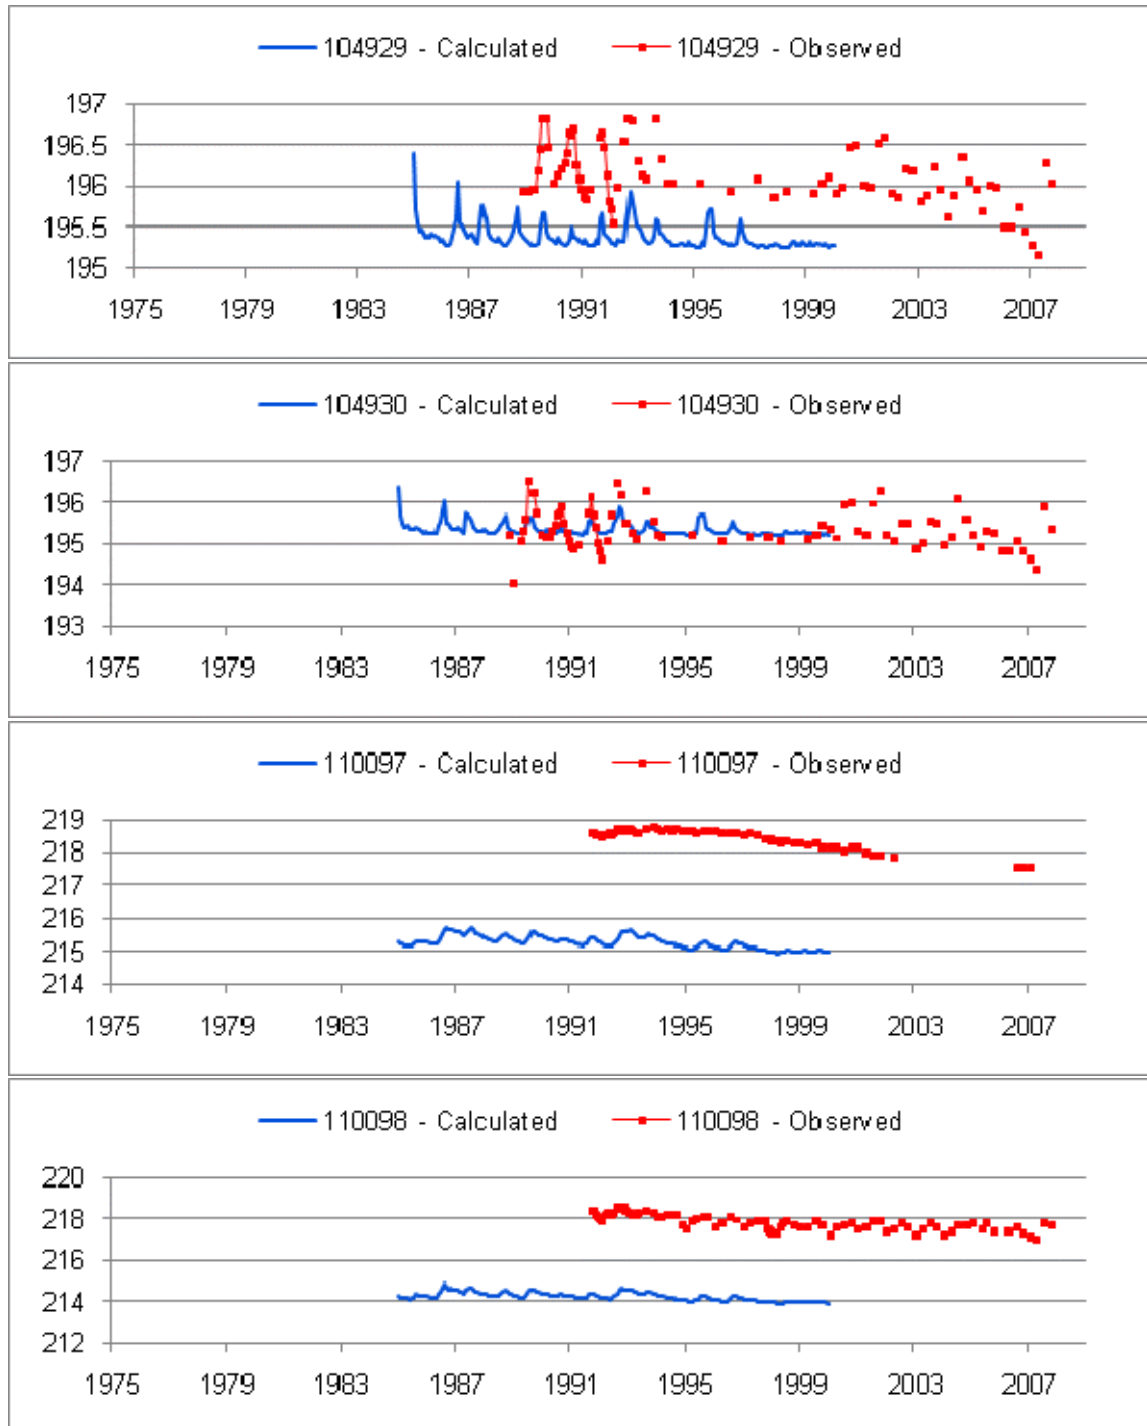 104929 - Calculated 104929 - Observed
197
196.5
196
195.5
195
1975 1979 1983 1987 1991 1995 1999 2003 2007
104930 - Calculated 104930 - Observed
197
196
195
194
193
1975 1979 1983 1987 1991 1995 1999 2003 2007
110097 - Calculated 110097 - Observed
219
218
217
216
215
214
1975 1979 1983 1987 1991 1995 1999 2003 2007
110098 - Calculated 110098 - Observed
220
218
216
214
212
1975 1979 1983 1987 1991 1995 1999 2003 2007